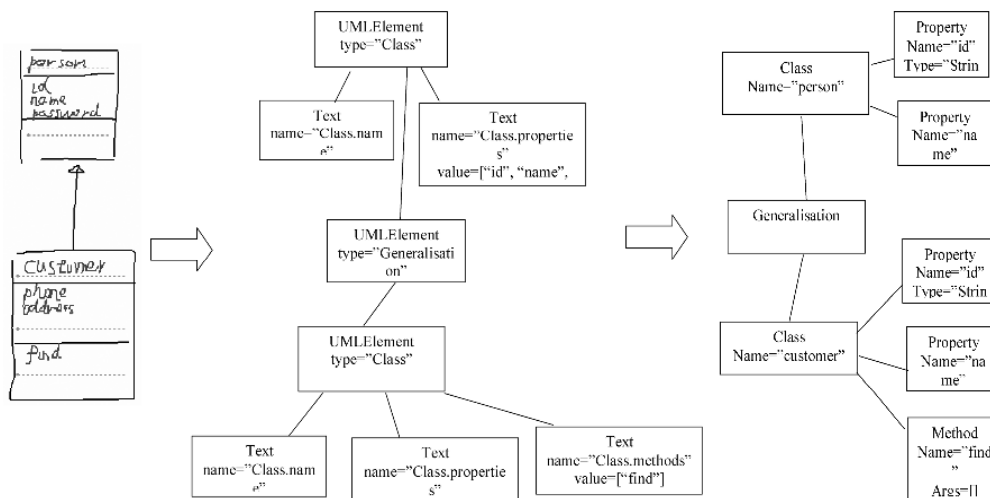 person
id
name
password
customer
phone
address
find
UMLElement
type="Class"
Text
name="Class.nam
e"
Text
name="Class.propertie
s"
value=["id", "name",
UMLElement
type="Generalisati
on"
UMLElement
type="Class"
Text
name="Class.nam
e"
Text
name="Class.propertie
s"
Text
name="Class.methods"
value=["find"]
Class
Name="person"
Property
Name="id"
Type="Strin
Property
Name="na
me"
Generalisation
Class
Name="customer"
Property
Name="id"
Type="Strin
Property
Name="na
me"
Method
Name="find
"
Args=[]